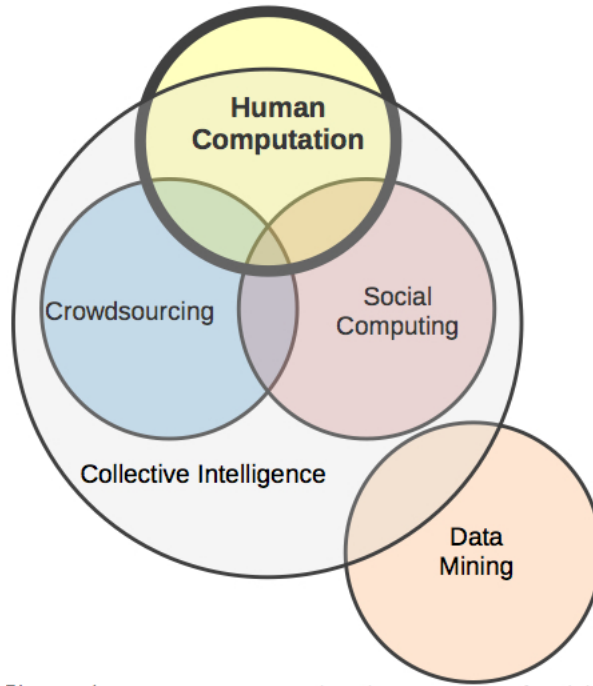 Human
Computation
Crowdsourcing
Social
Computing
Collective Intelligence
Data
Mining